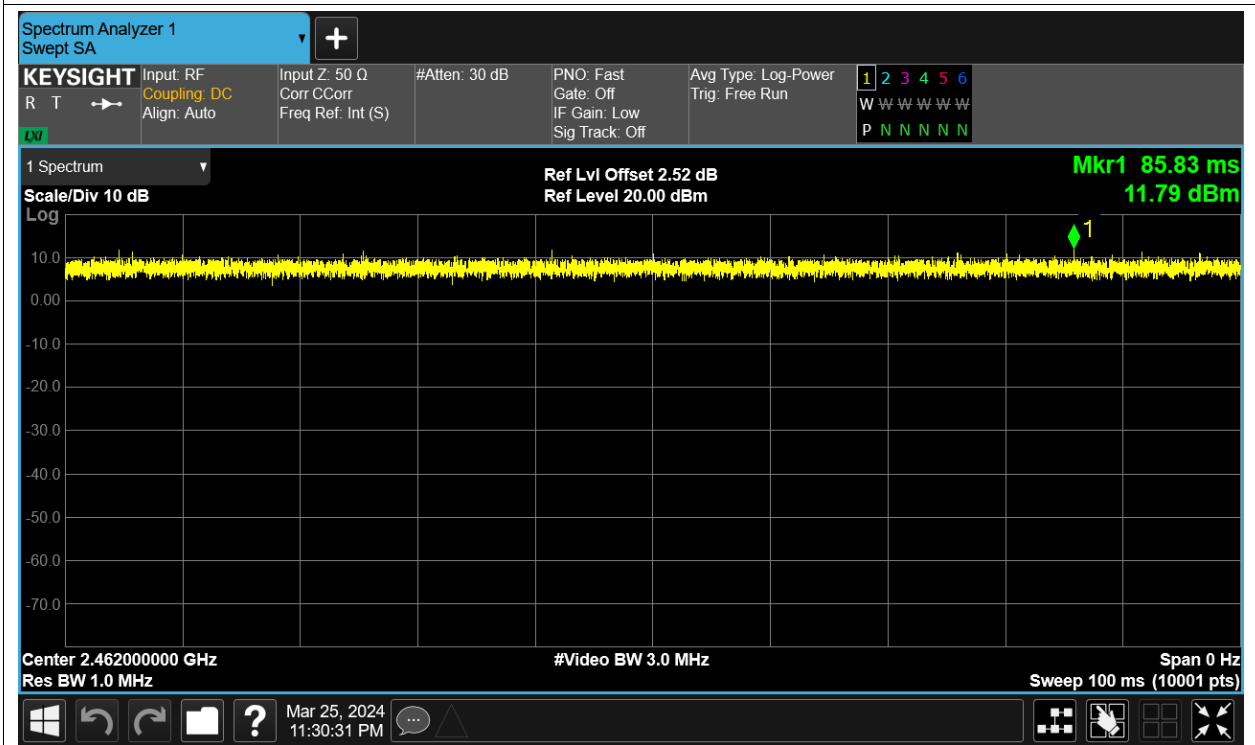 Spectrum Analyzer 1
Swept SA
KEYSIGHT
R T
LXI
Input: RF
Coupling: DC
Align: Auto
Input Z: 50 Ω
Corr CCorr
Freq Ref: Int (S)
#Atten: 30 dB
PNO: Fast
Gate: Off
IF Gain: Low
Sig Track: Off
Avg Type: Log-Power
Trig: Free Run
1 2 3 4 5 6
W W W W W W
P N N N N N
1 Spectrum
Scale/Div 10 dB
Log
Ref Lvl Offset 2.52 dB
Ref Level 20.00 dBm
Mkr1 85.83 ms
11.79 dBm
1
10.0
0.00
-10.0
-20.0
-30.0
-40.0
-50.0
-60.0
-70.0
Center 2.462000000 GHz
Res BW 1.0 MHz
#Video BW 3.0 MHz
Span 0 Hz
Sweep 100 ms (10001 pts)
?
Mar 25, 2024
11:30:31 PM